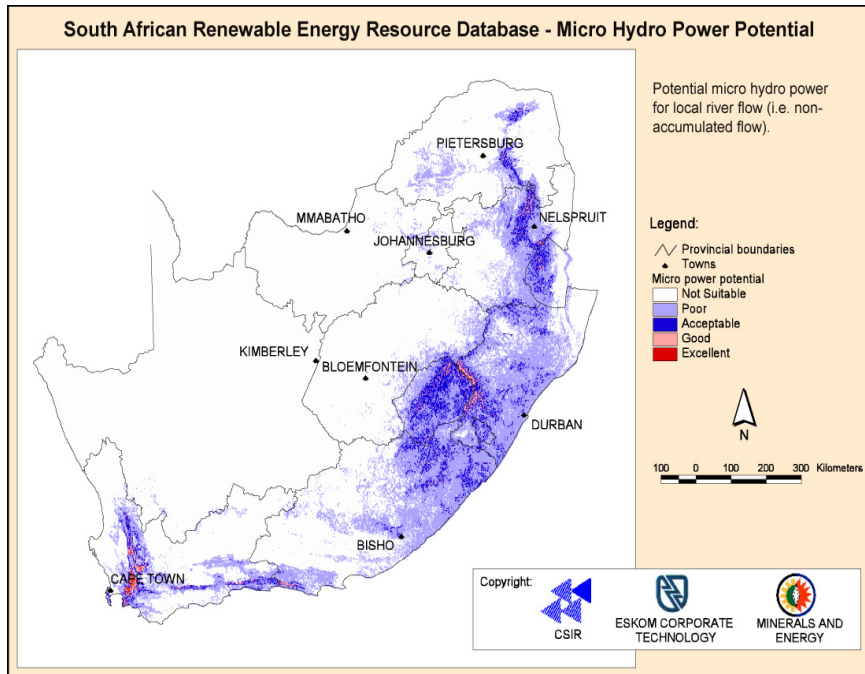 South African Renewable Energy Resource Database - Micro Hydro Power Potential
Potential micro hydro power
for local river flow (i.e. non-
accumulated flow).
PIETERSBURG
MMABATHO
NELSPRUIT
JOHANNESBURG
KIMBERLEY
BLOEMFONTEIN
DURBAN
BISHO
CAPE TOWN
Legend:
Provincial boundaries
Towns
Micro power potential
Not Suitable
Poor
Acceptable
Good
Excellent
N
100 0 100 200 300 Kilometers
Copyright:
CSIR
ESKOM CORPORATE
TECHNOLOGY
MINERALS AND
ENERGY